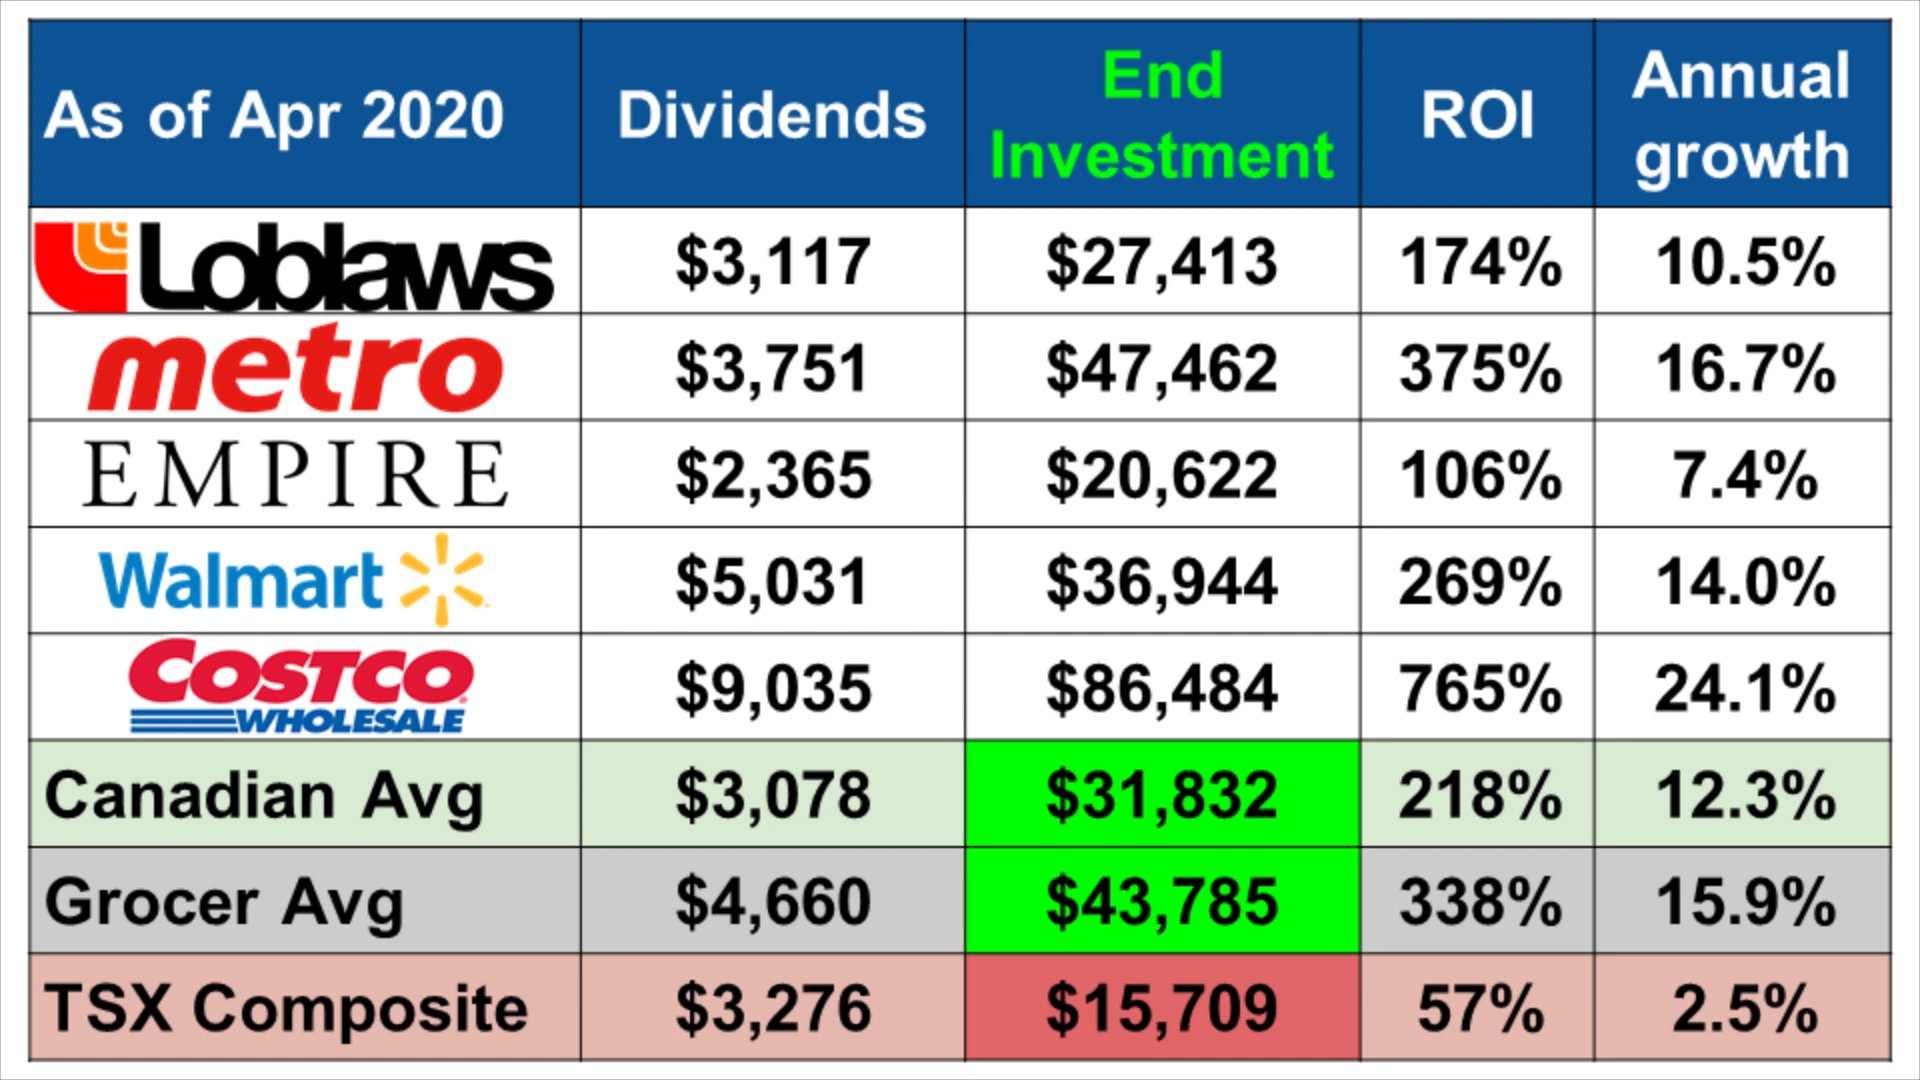 As of Apr 2020 Dividends End Investment ROI Annual growth
Loblaws $3,117 $27,413 174% 10.5%
metro $3,751 $47,462 375% 16.7%
EMPIRE $2,365 $20,622 106% 7.4%
Walmart $5,031 $36,944 269% 14.0%
COSTCO WHOLESALE $9,035 $86,484 765% 24.1%
Canadian Avg $3,078 $31,832 218% 12.3%
Grocer Avg $4,660 $43,785 338% 15.9%
TSX Composite $3,276 $15,709 57% 2.5%